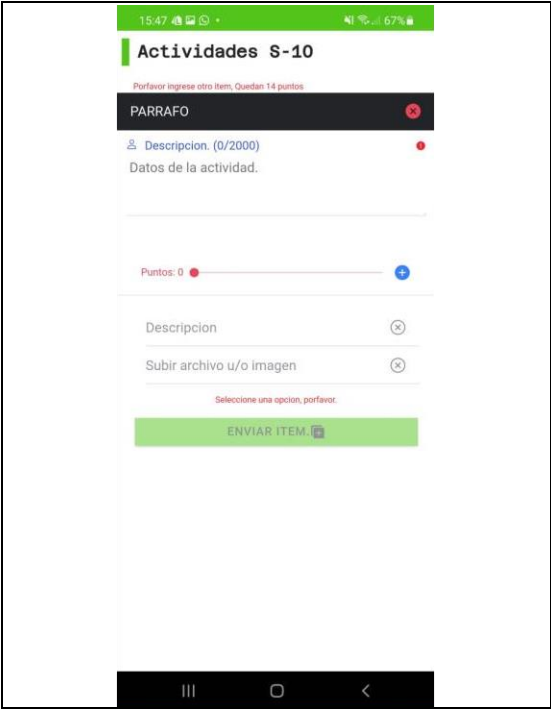 15:47 67%
Actividades S-10
Porfavor ingrese otro item, Quedan 14 puntos
PARRAFO
Descripcion. (0/2000)
Datos de la actividad.
Puntos: 0
Descripcion
Subir archivo u/o imagen
Seleccione una opcion, porfavor.
ENVIAR ITEM.